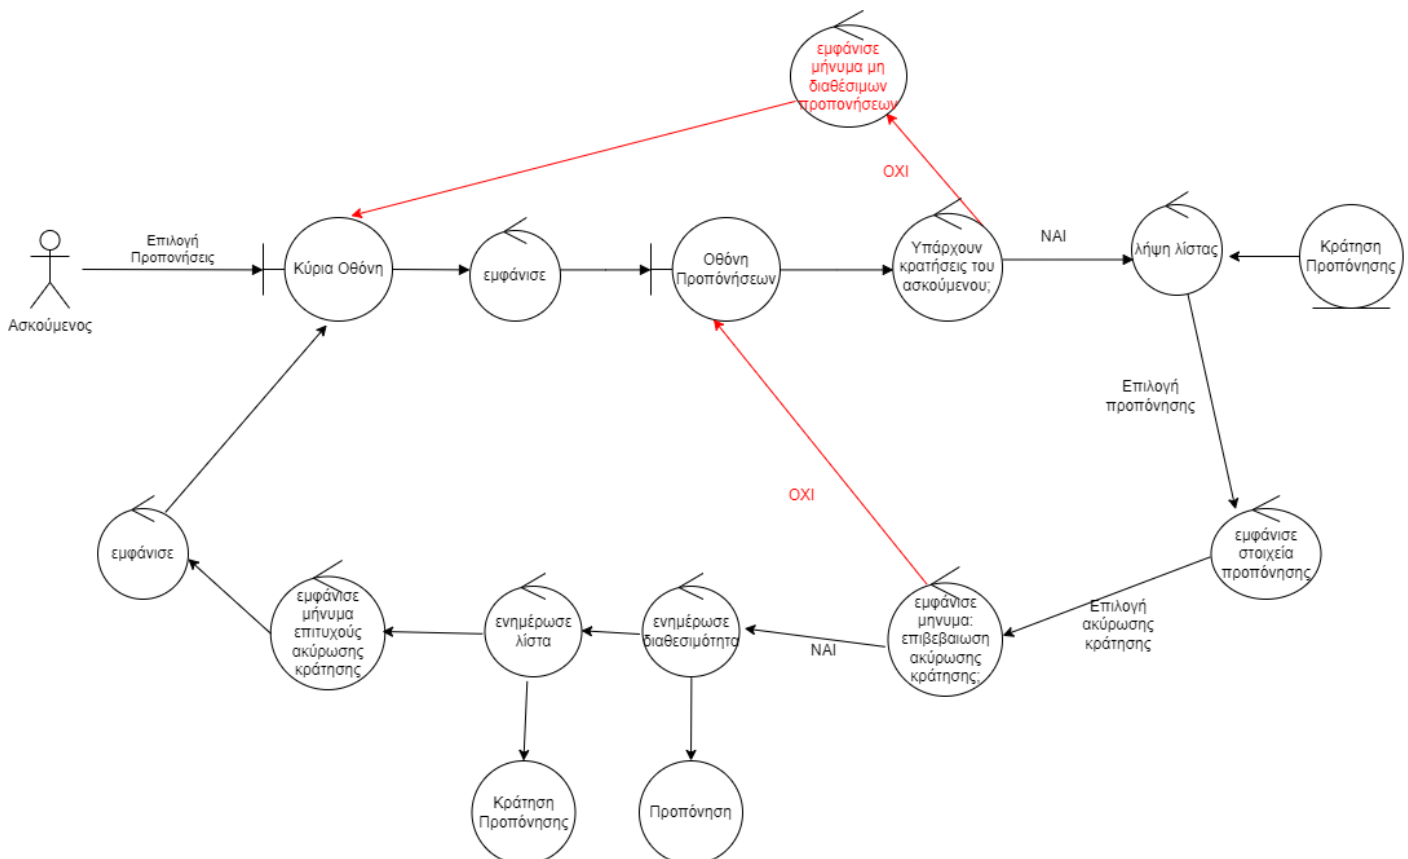 εμφάνισε
μήνυμα μη
διαθέσιμων
προπονήσεων
ΟΧΙ
Επιλογή
Προπονήσεις
Ασκούμενος
Κύρια Οθόνη
εμφάνισε
Οθόνη
Προπόνήσεων
Υπάρχουν
κρατήσεις του
ασκούμενου;
ΝΑΙ
λήψη λίστας
Κράτηση
Προπόνησης
Επιλογή
προπόνησης
εμφάνισε
στοιχεία
προπόνησης
Επιλογή
ακύρωσης
κράτησης
ΟΧΙ
εμφάνισε
μηνυμα:
επιβεβαιωση
ακύρωσης
κράτησης;
ΝΑΙ
ενημέρωσε
διαθεσιμότητα
ενημέρωσε
λίστα
εμφάνισε
μήνυμα
επιτυχούς
ακύρωσης
κράτησης
εμφάνισε
Κράτηση
Προπόνησης
Προπόνηση